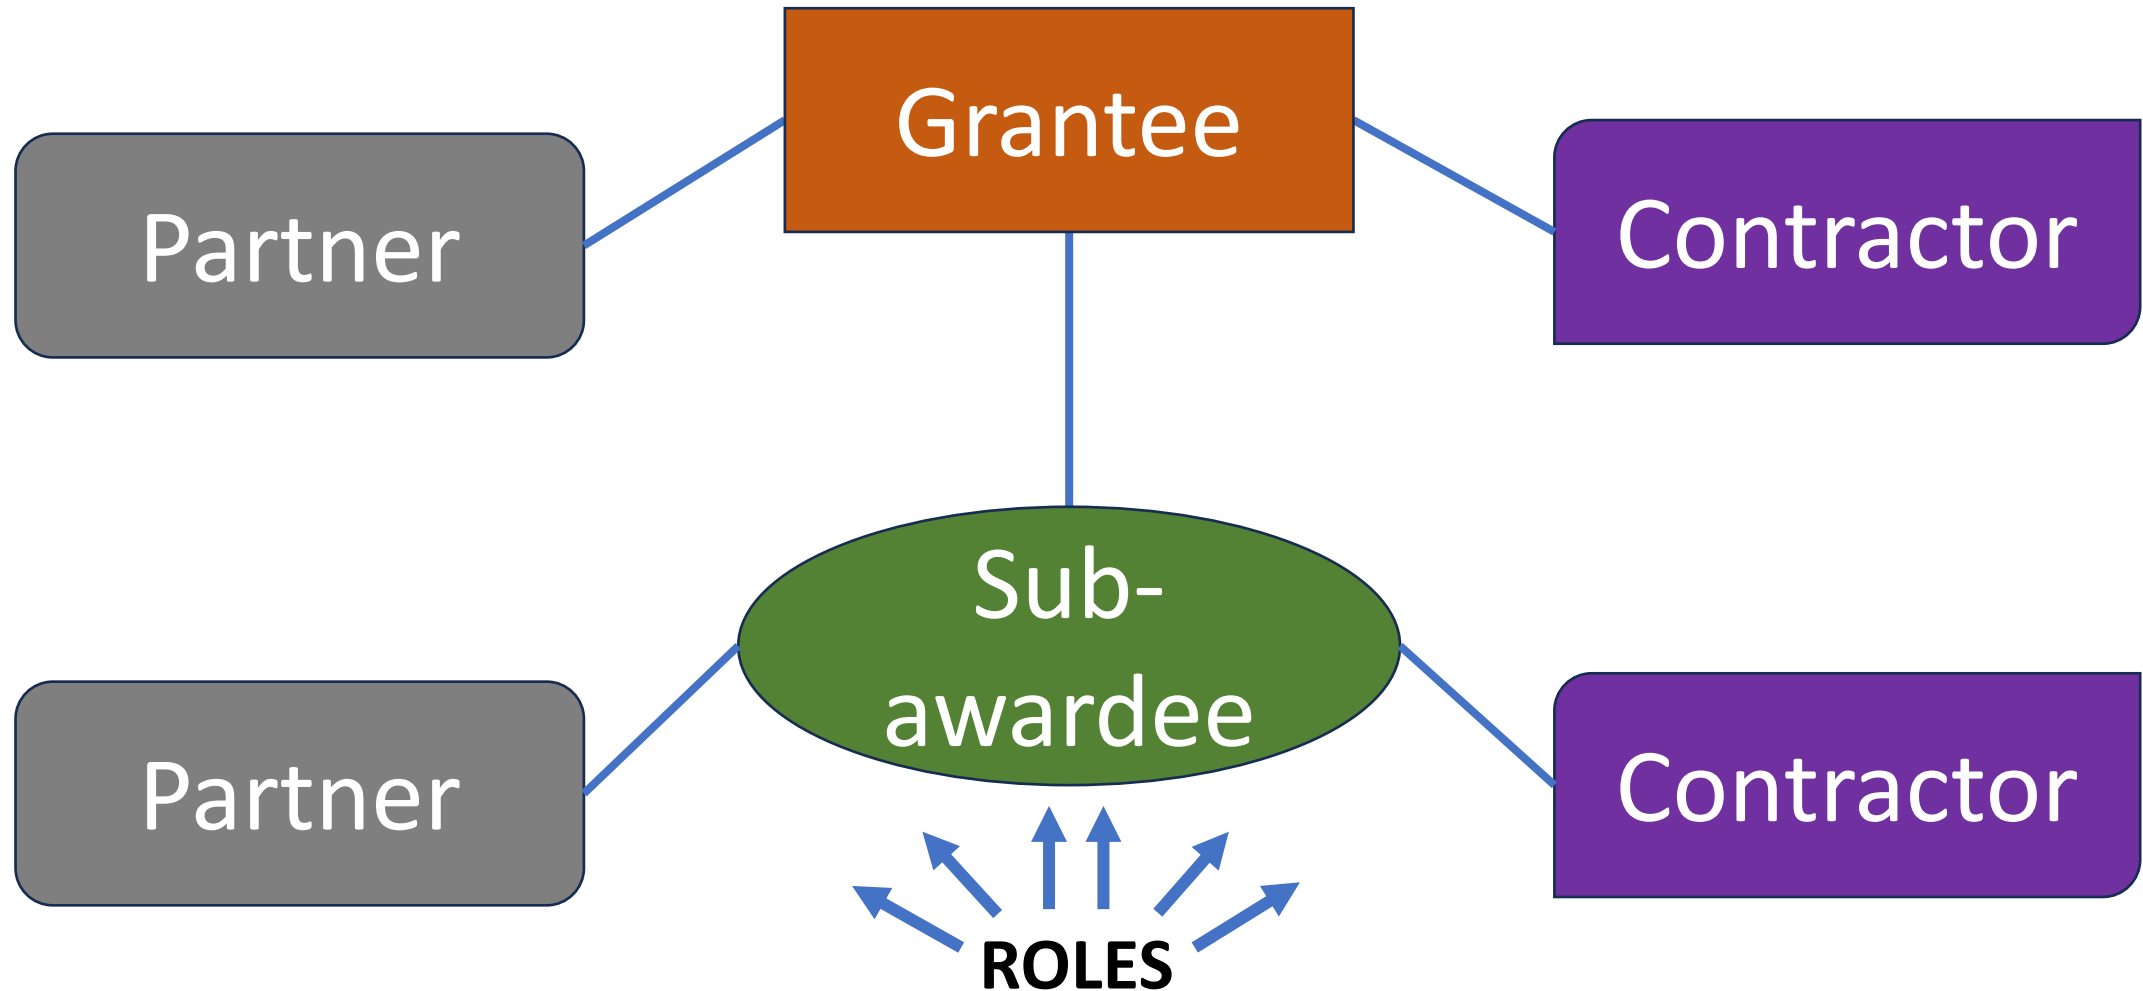 Grantee
Partner
Contractor
Sub-
awardee
Partner
Contractor
ROLES